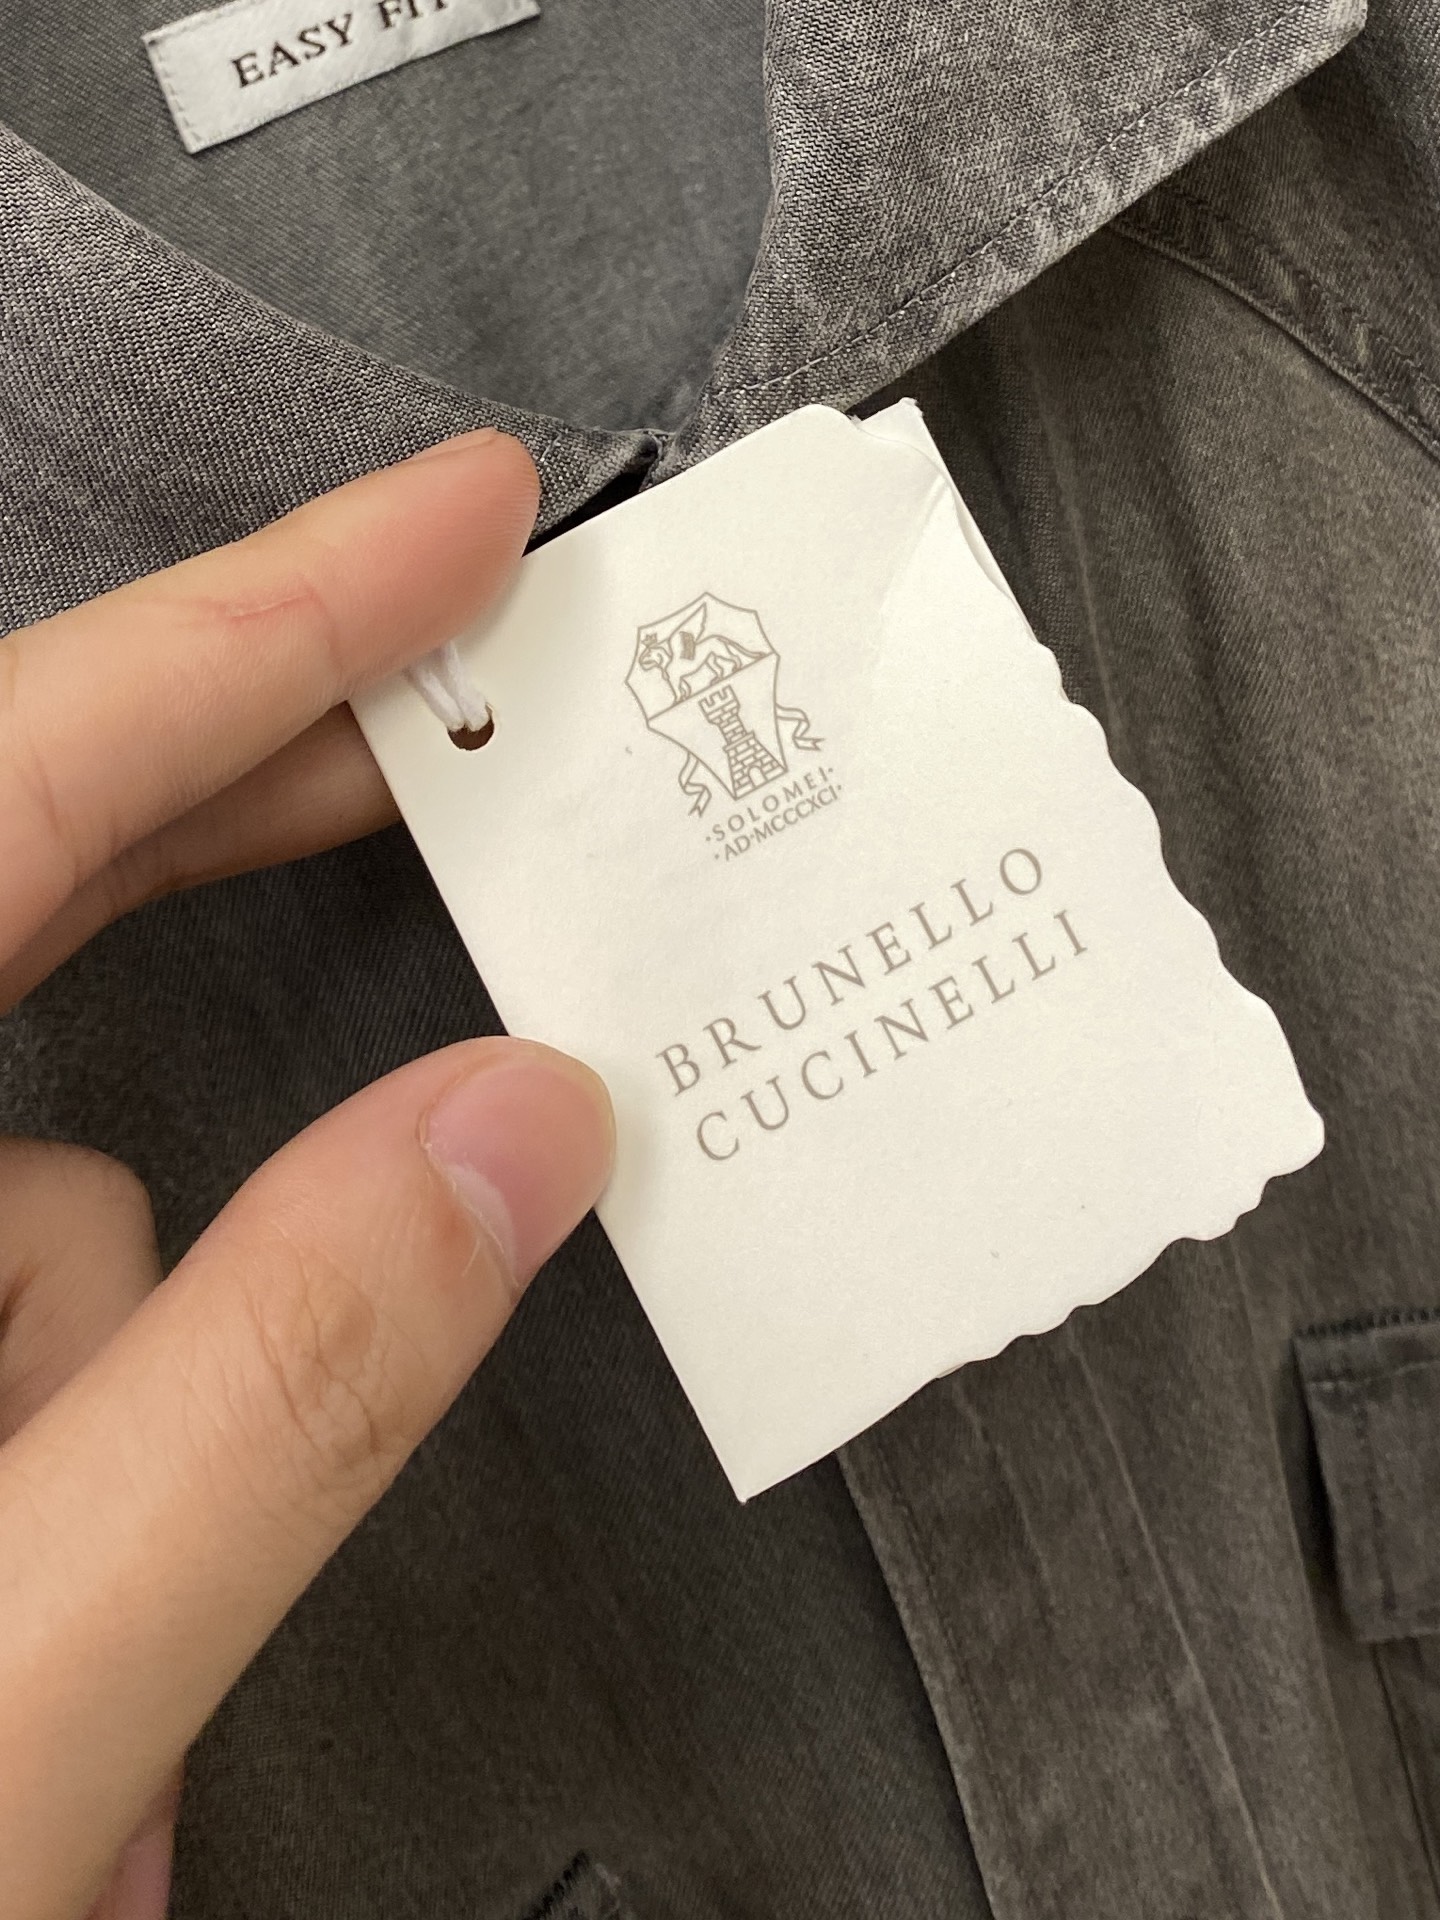 EASY FIT
·SOLOMEI·
·AD·MCCCXCI·
BRUNELLO
CUCINELLI